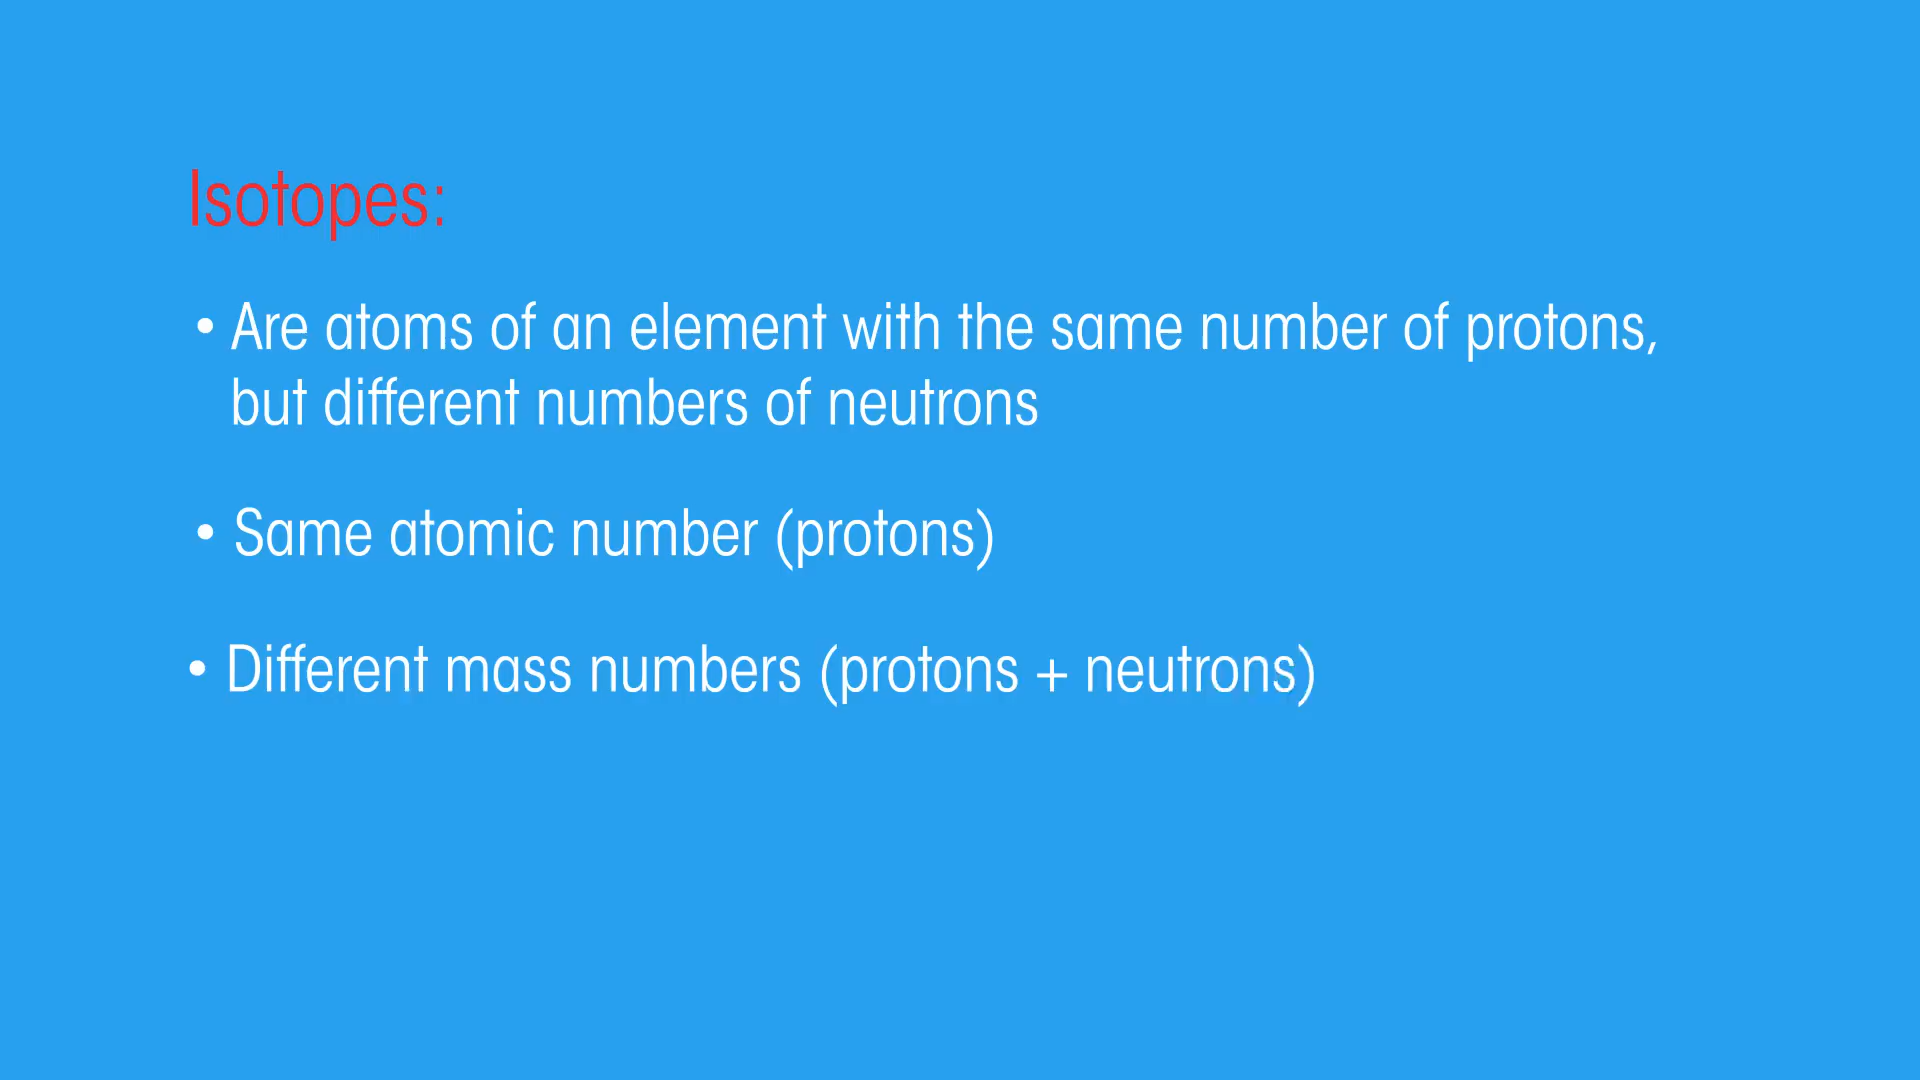 Isotopes:
• Are atoms of an element with the same number of protons,
but different numbers of neutrons
• Same atomic number (protons)
• Different mass numbers (protons + neutrons)